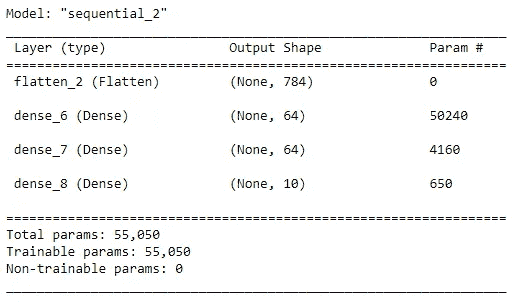 Model: "sequential_2"
_________________________________________________________________
Layer (type) Output Shape Param #
=================================================================
flatten_2 (Flatten) (None, 784) 0
dense_6 (Dense) (None, 64) 50240
dense_7 (Dense) (None, 64) 4160
dense_8 (Dense) (None, 10) 650
=================================================================
Total params: 55,050
Trainable params: 55,050
Non-trainable params: 0
_________________________________________________________________